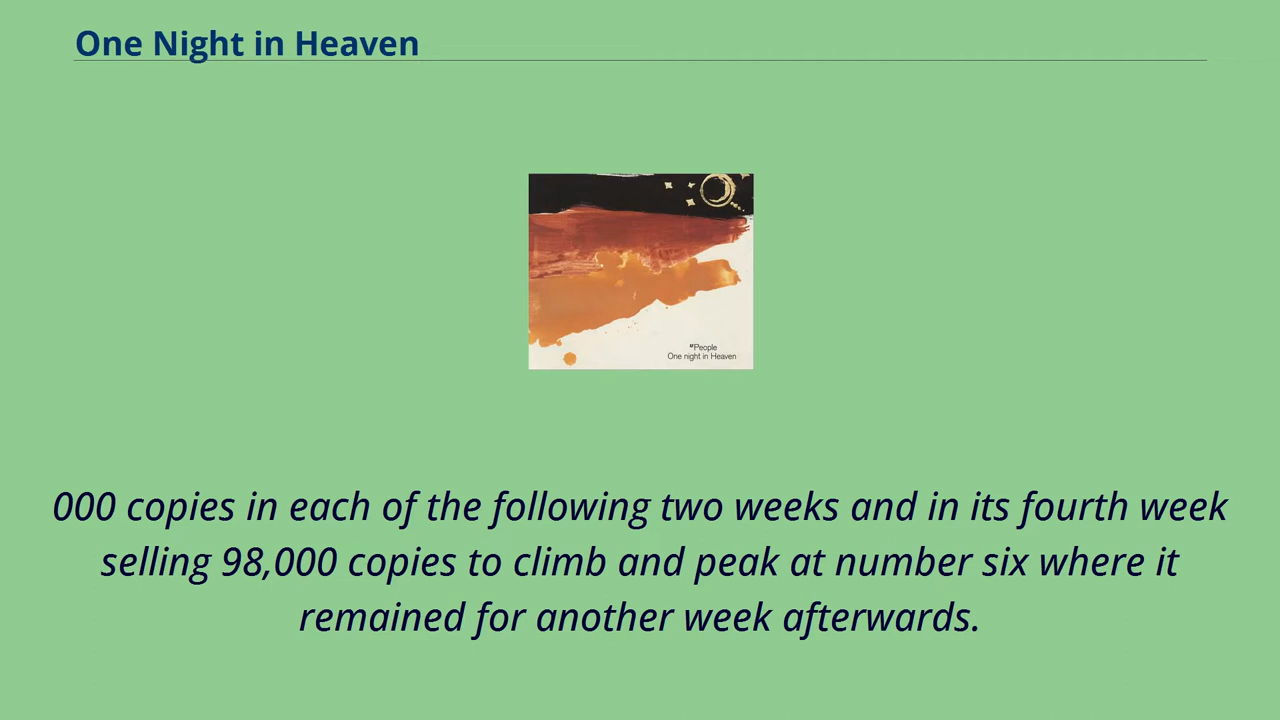 One Night in Heaven
M People
One night in Heaven
000 copies in each of the following two weeks and in its fourth week
selling 98,000 copies to climb and peak at number six where it
remained for another week afterwards.